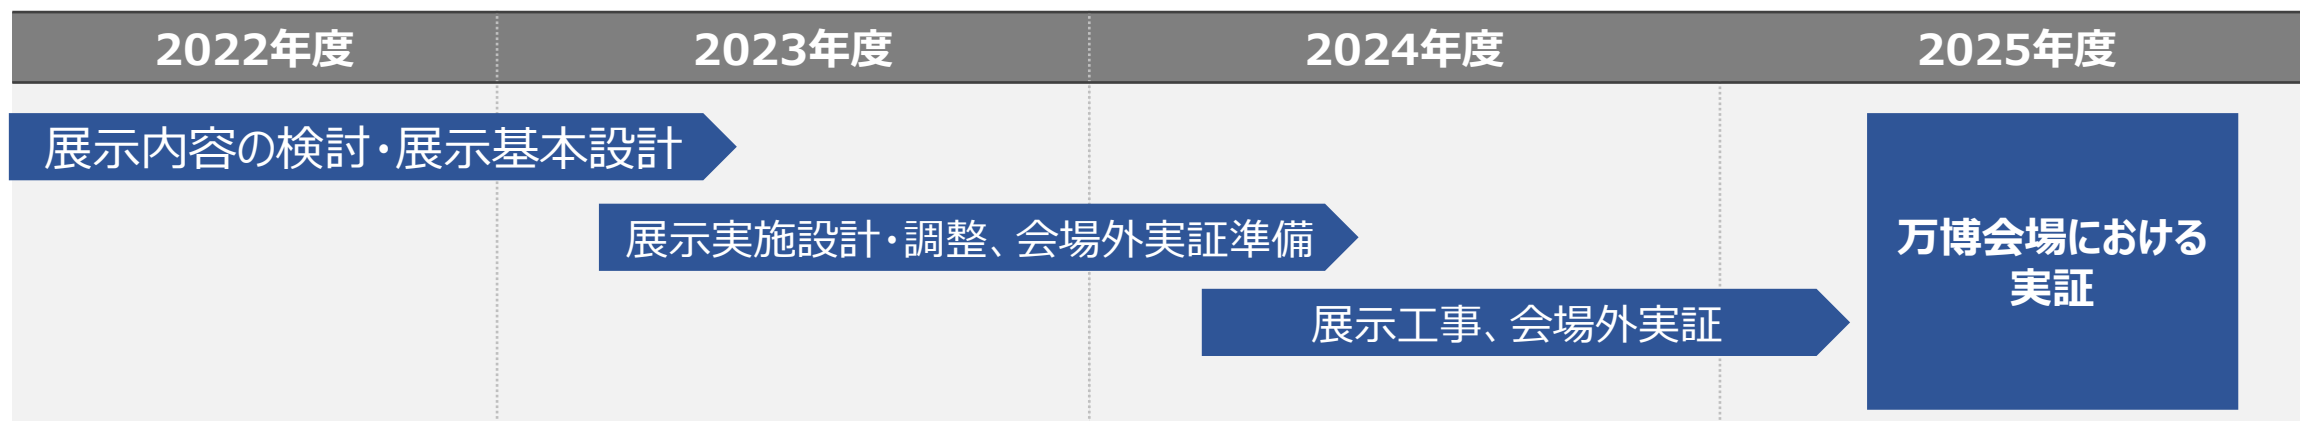 2022年度
2023年度
2024年度
2025年度
展示内容の検討・展示基本設計
展示実施設計・調整、会場外実証準備
展示工事、会場外実証
万博会場における
実証